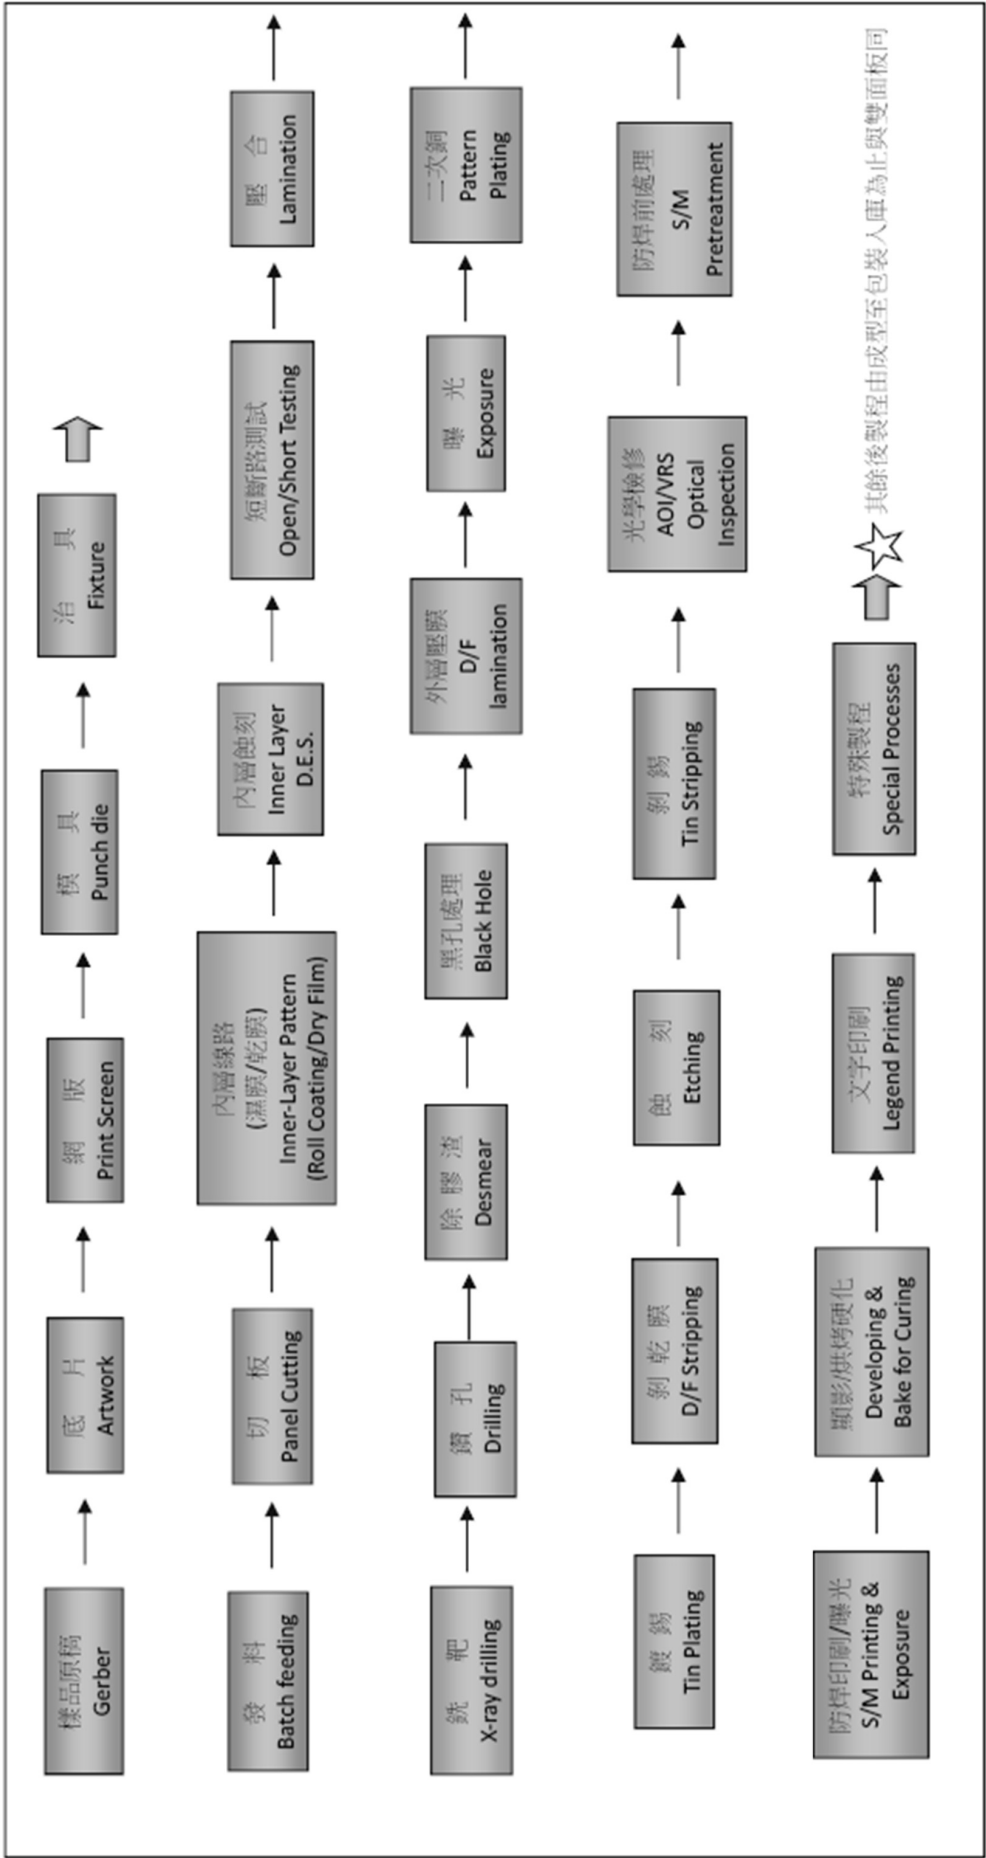 樣品原稿
Gerber
底 片
Artwork
網 版
Print Screen
模 具
Punch die
治 具
Fixture
發 料
Batch feeding
切 板
Panel Cutting
內層線路
(濕膜/乾膜)
Inner-Layer Pattern
(Roll Coating/Dry Film)
內層蝕刻
Inner Layer
D.E.S.
短斷路測試
Open/Short Testing
壓 合
Lamination
銑 靶
X-ray drilling
鑽 孔
Drilling
除 膠 渣
Desmear
黑孔處理
Black Hole
外層壓膜
D/F
lamination
曝 光
Exposure
二次銅
Pattern
Plating
鍍 錫
Tin Plating
剝 乾 膜
D/F Stripping
蝕 刻
Etching
剝 錫
Tin Stripping
光學檢修
AOI/VRS
Optical
Inspection
防焊前處理
S/M
Pretreatment
防焊印刷/曝光
S/M Printing &
Exposure
顯影/烘烤硬化
Developing &
Bake for Curing
文字印刷
Legend Printing
特殊製程
Special Processes
其餘後製程由成型至包裝入庫為止與雙面板同